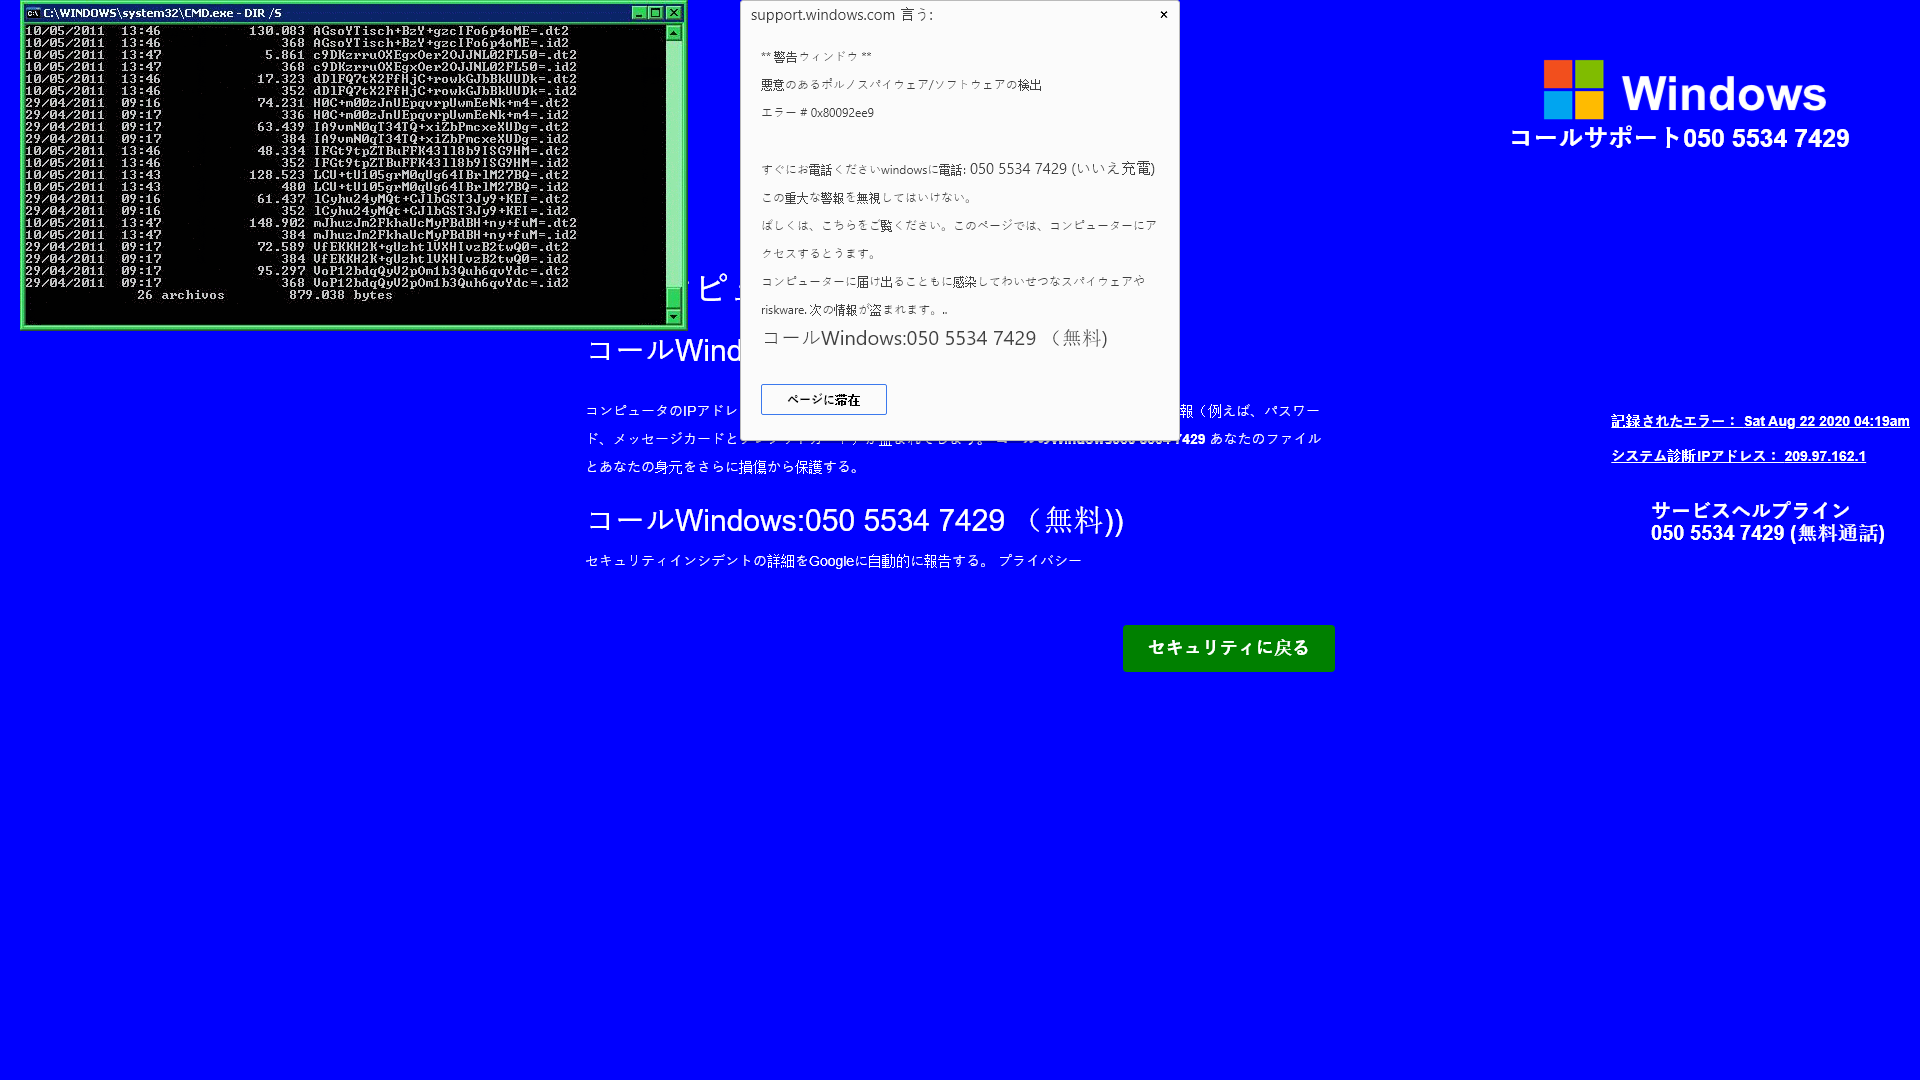 C:\WINDOWS\system32\CMD.exe - DIR /S
10/05/2011 13:46 130.083 AGsoYTisch+BzY+gzcIFo6p4oME=.dt2
10/05/2011 13:46 368 AGsoYTisch+BzY+gzcIFo6p4oME=.id2
10/05/2011 13:47 5.861 c9DKzrruOXEgxOer2OJJNL02FL50=.dt2
10/05/2011 13:47 368 c9DKzrruOXEgxOer2OJJNL02FL50=.id2
10/05/2011 13:46 17.323 dDlFQ7tX2FfHjC+rowkGJbBkUUDk=.dt2
10/05/2011 13:46 352 dDlFQ7tX2FfHjC+rowkGJbBkUUDk=.id2
29/04/2011 09:16 74.231 H0C+m00zJnUEpqvrpUwmEeNk+m4=.dt2
29/04/2011 09:16 336 H0C+m00zJnUEpqvrpUwmEeNk+m4=.id2
29/04/2011 09:17 63.439 IA9vmN0qT34TQ+xiZbPmcxeXUDg=.dt2
29/04/2011 09:17 384 IA9vmN0qT34TQ+xiZbPmcxeXUDg=.id2
10/05/2011 13:46 48.334 IFGt9tpZTBuFFK43ll8b9ISG9HM=.dt2
10/05/2011 13:46 352 IFGt9tpZTBuFFK43ll8b9ISG9HM=.id2
10/05/2011 13:43 128.523 LCU+tUl05grM0qUg64IBrlM27BQ=.dt2
10/05/2011 13:43 480 LCU+tUl05grM0qUg64IBrlM27BQ=.id2
29/04/2011 09:16 61.437 lCyhu24yMQt+CJlbGST3Jy9+KEI=.dt2
29/04/2011 09:16 352 lCyhu24yMQt+CJlbGST3Jy9+KEI=.id2
10/05/2011 13:47 148.902 mJhuzJm2FkhaUcMyPBdBH+ny+fuM=.dt2
10/05/2011 13:47 384 mJhuzJm2FkhaUcMyPBdBH+ny+fuM=.id2
29/04/2011 09:17 72.589 VfEKKH2K+gUzhtlVXHIvzB2twQ0=.dt2
29/04/2011 09:17 384 VfEKKH2K+gUzhtlVXHIvzB2twQ0=.id2
29/04/2011 09:17 95.297 VoP12bdqQyV2pOm1b3Quh6qvYdc=.dt2
29/04/2011 09:17 368 VoP12bdqQyV2pOm1b3Quh6qvYdc=.id2
26 archivos 879.038 bytes
support.windows.com 言う:
×
** 警告ウィンドウ **
悪意のあるポルノスパイウェア/ソフトウェアの検出
エラー # 0x80092ee9
すぐにお電話くださいwindowsに電話: 050 5534 7429 (いいえ充電)
この重大な警報を無視してはいけない。
ばしくは、こちらをご覧ください。このページでは、コンピューターにア
クセスするとうます。
コンピューターに届け出ることもに感染してわいせつなスパイウェアや
riskware. 次の情報が盗まれます。..
コールWindows:050 5534 7429 （無料)
ページに滞在
Windows
コールサポート050 5534 7429
ピュ
コールWind
コンピュータのIPアドレ 報（例えば、パスワー
ド、メッセージカードと 7429 あなたのファイル
とあなたの身元をさらに損傷から保護する。
コールWindows:050 5534 7429 （無料))
セキュリティインシデントの詳細をGoogleに自動的に報告する。 プライバシー
セキュリティに戻る
記録されたエラー： Sat Aug 22 2020 04:19am
システム診断IPアドレス： 209.97.162.1
サービスヘルプライン
050 5534 7429 (無料通話)